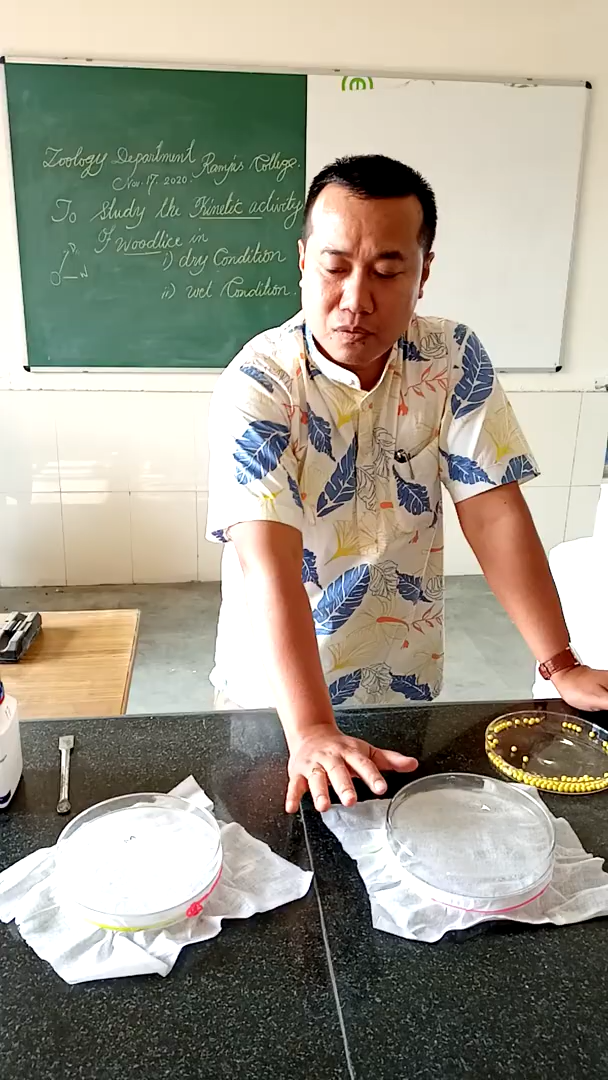 Zoology Department Ramjas College.
Nov. 17. 2020.
To study the Kinetic activity
Of woodlice in
i) dry Condition
ii) wet Condition.